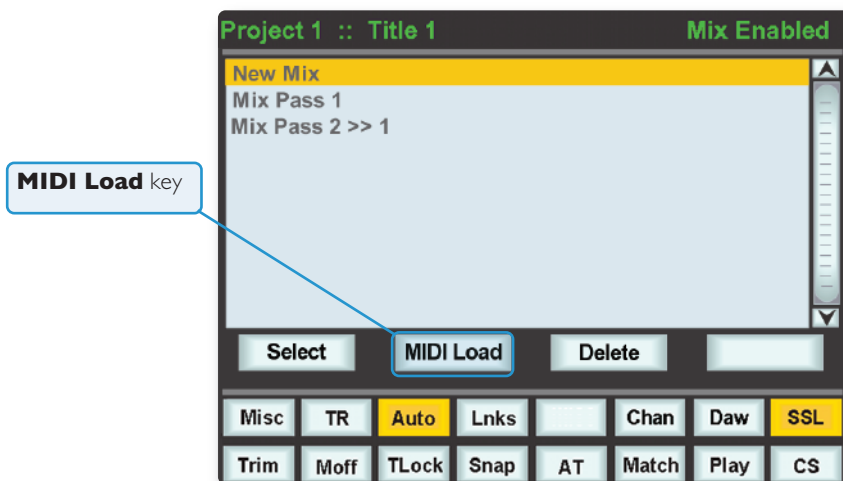 Project 1 :: Title 1 Mix Enabled
New Mix
Mix Pass 1
Mix Pass 2 >> 1
MIDI Load key
Select MIDI Load Delete
Misc TR Auto Lnks Chan Daw SSL
Trim Moff TLock Snap AT Match Play CS